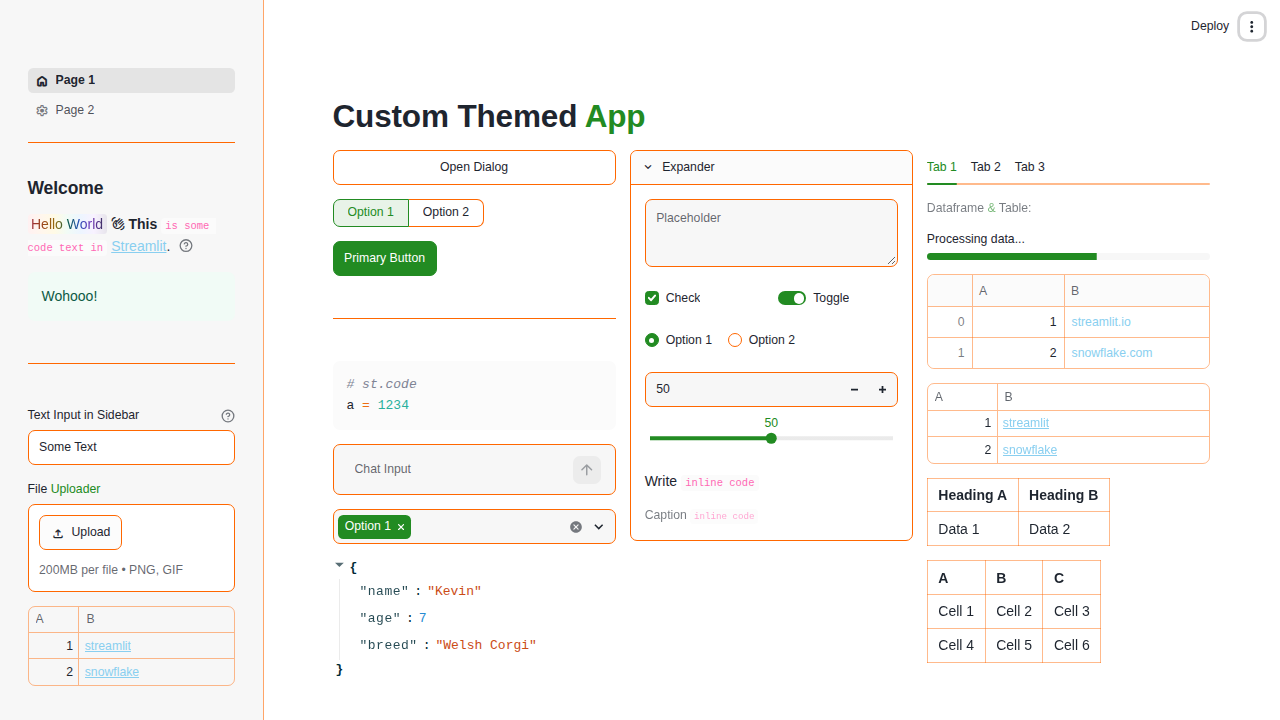 Deploy
Page 1
Page 2
Welcome
Hello World 👋 This is some
code text in Streamlit.
Wohooo!
Text Input in Sidebar
Some Text
File Uploader
Upload
200MB per file • PNG, GIF
A B
1 streamlit
2 snowflake
Custom Themed App
Open Dialog
Option 1 Option 2
Primary Button
# st.code
a = 1234
Chat Input
Option 1
{
"name" : "Kevin"
"age" : 7
"breed" : "Welsh Corgi"
}
Expander
Placeholder
Check Toggle
Option 1 Option 2
50
50
Write inline code
Caption inline code
Tab 1 Tab 2 Tab 3
Dataframe & Table:
Processing data...
A B
0 1 streamlit.io
1 2 snowflake.com
A B
1 streamlit
2 snowflake
Heading A Heading B
Data 1 Data 2
A B C
Cell 1 Cell 2 Cell 3
Cell 4 Cell 5 Cell 6